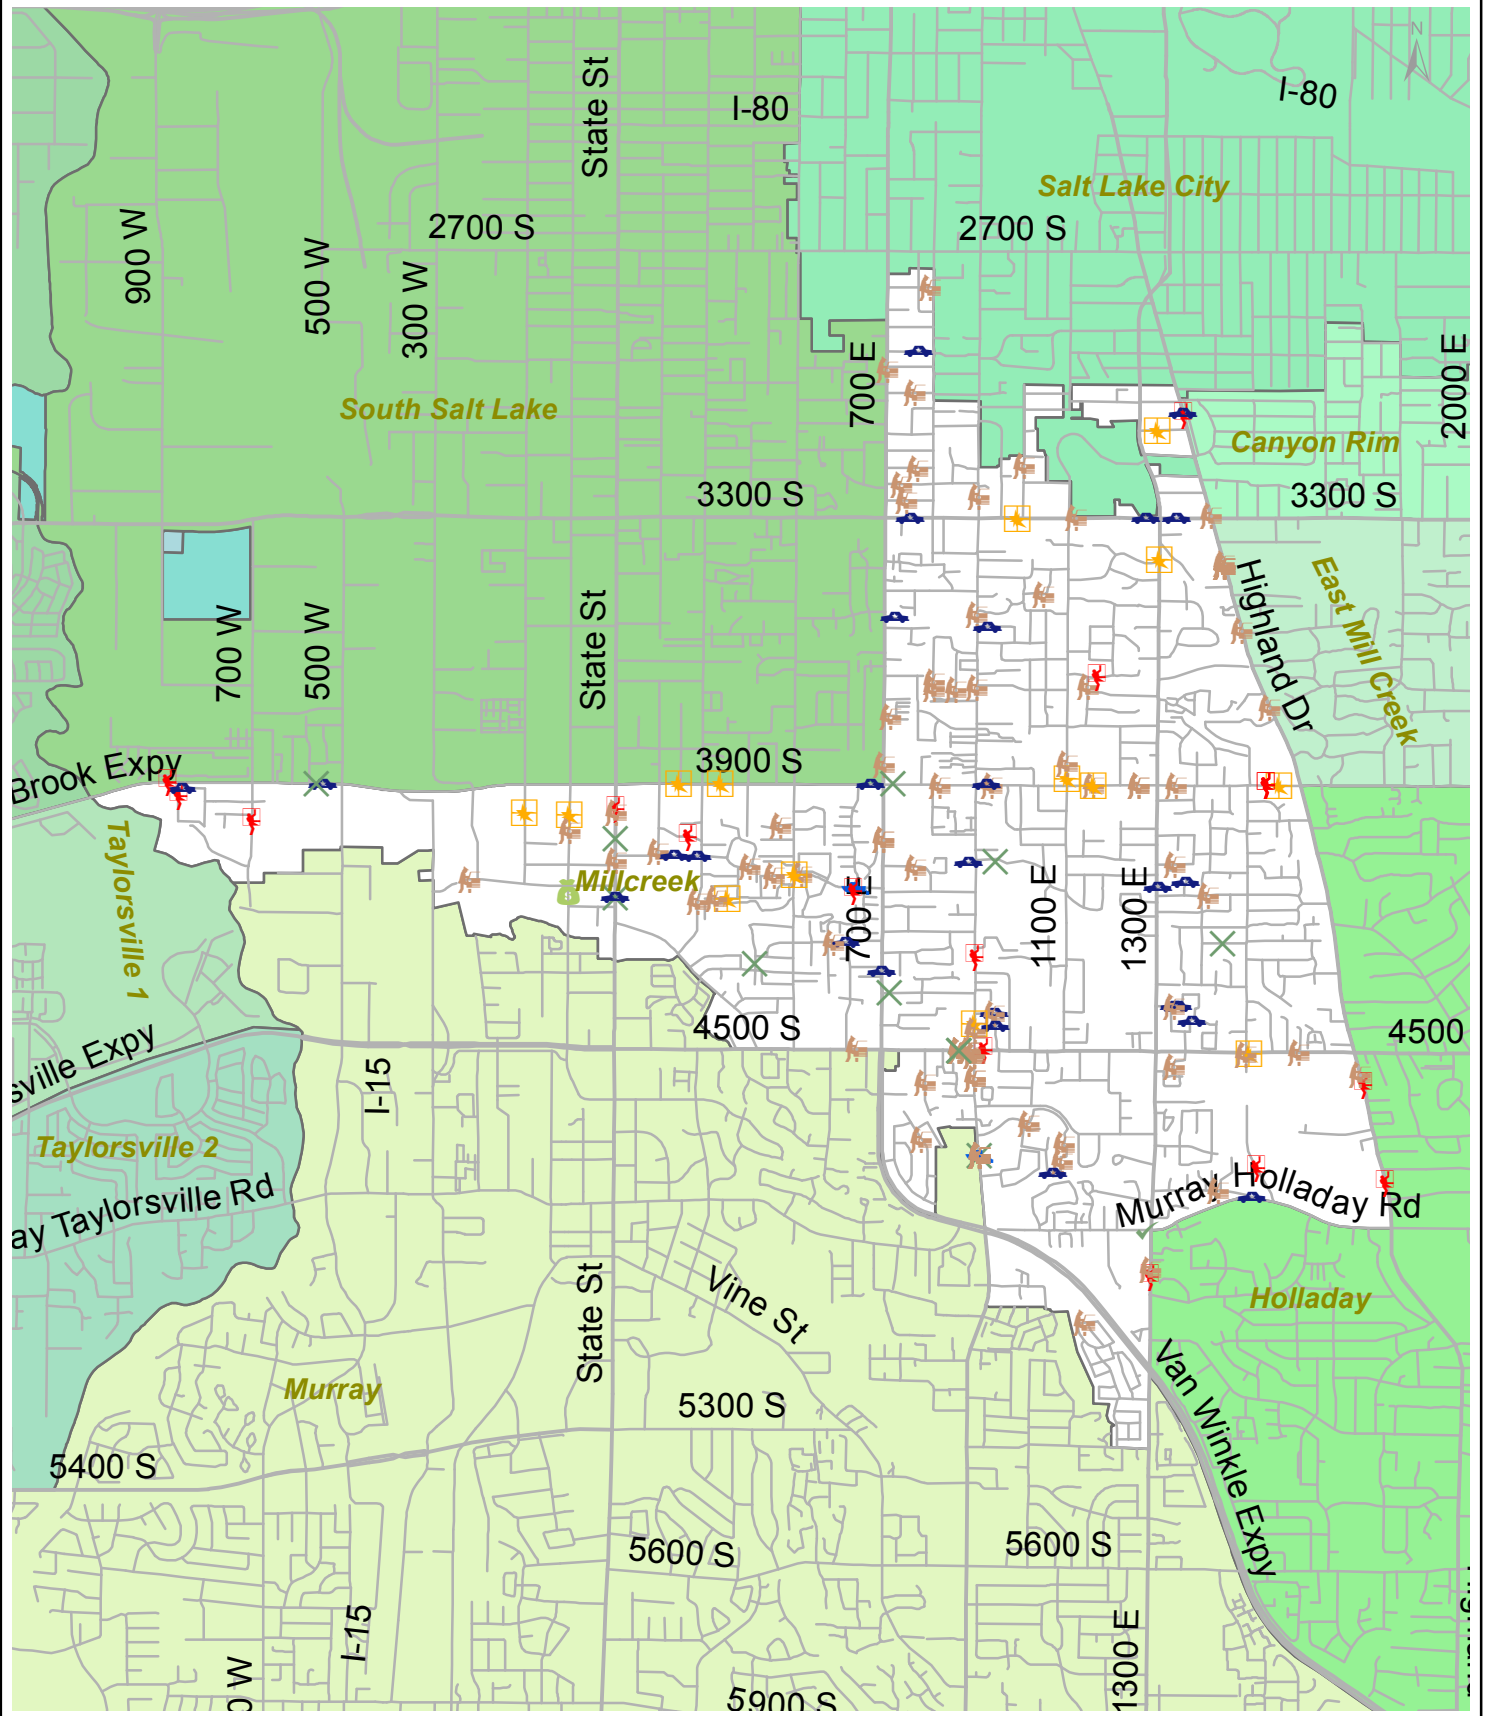 N
State St
I-80
I-80
Salt Lake City
900 W
2700 S
2700 S
500 W
300 W
700 E
2000 E
South Salt Lake
Canyon Rim
3300 S
3300 S
Highland Dr
East Mill Creek
700 W
500 W
State St
Brook Expy
3900 S
Taylorsville 1
Millcreek
700 E
1100 E
1300 E
4500 S
4500
sville Expy
I-15
Taylorsville 2
ay Taylorsville Rd
Murray Holladay Rd
State St
Vine St
Holladay
Murray
Van Winkle Expy
5300 S
5400 S
5600 S
5600 S
I-15
1300 E
0 W
5900 S